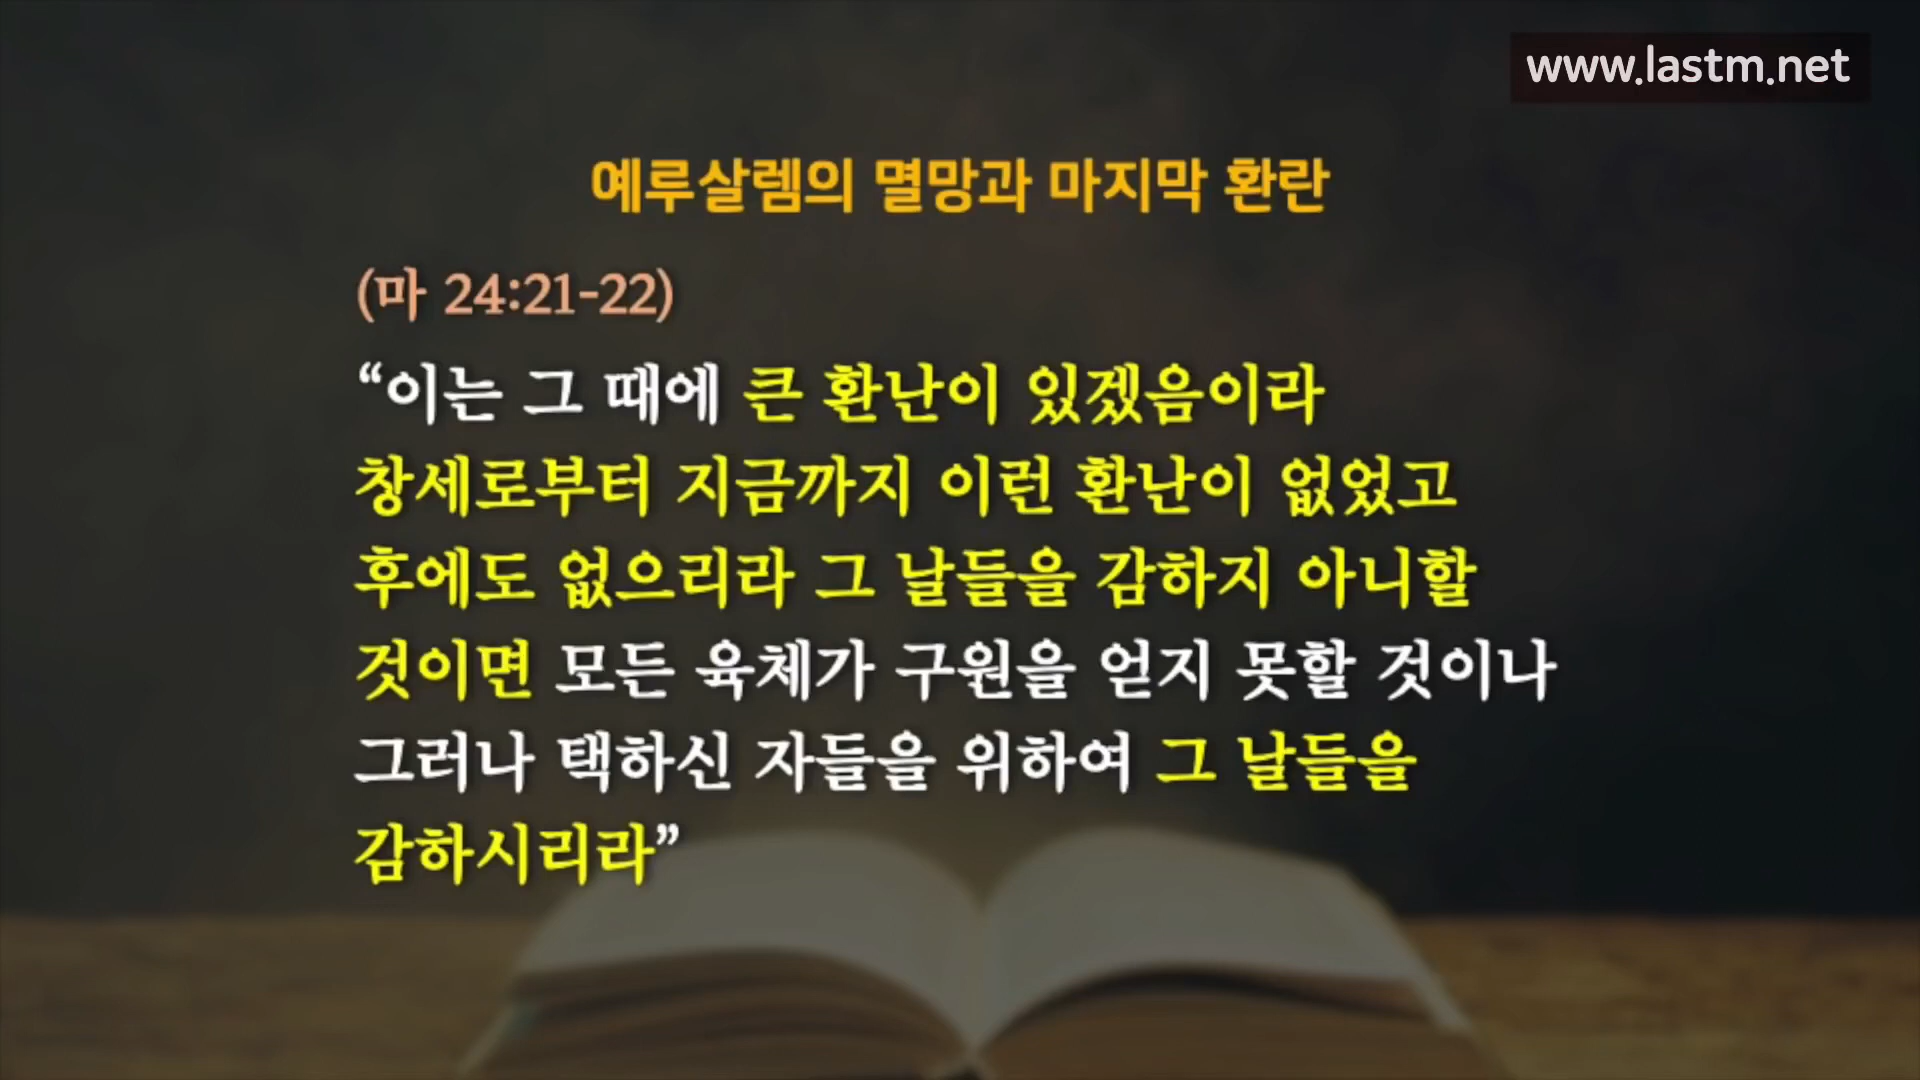 www.lastm.net
예루살렘의 멸망과 마지막 환란
(마 24:21-22)
“이는 그 때에 큰 환난이 있겠음이라
창세로부터 지금까지 이런 환난이 없었고
후에도 없으리라 그 날들을 감하지 아니할
것이면 모든 육체가 구원을 얻지 못할 것이나
그러나 택하신 자들을 위하여 그 날들을
감하시리라”